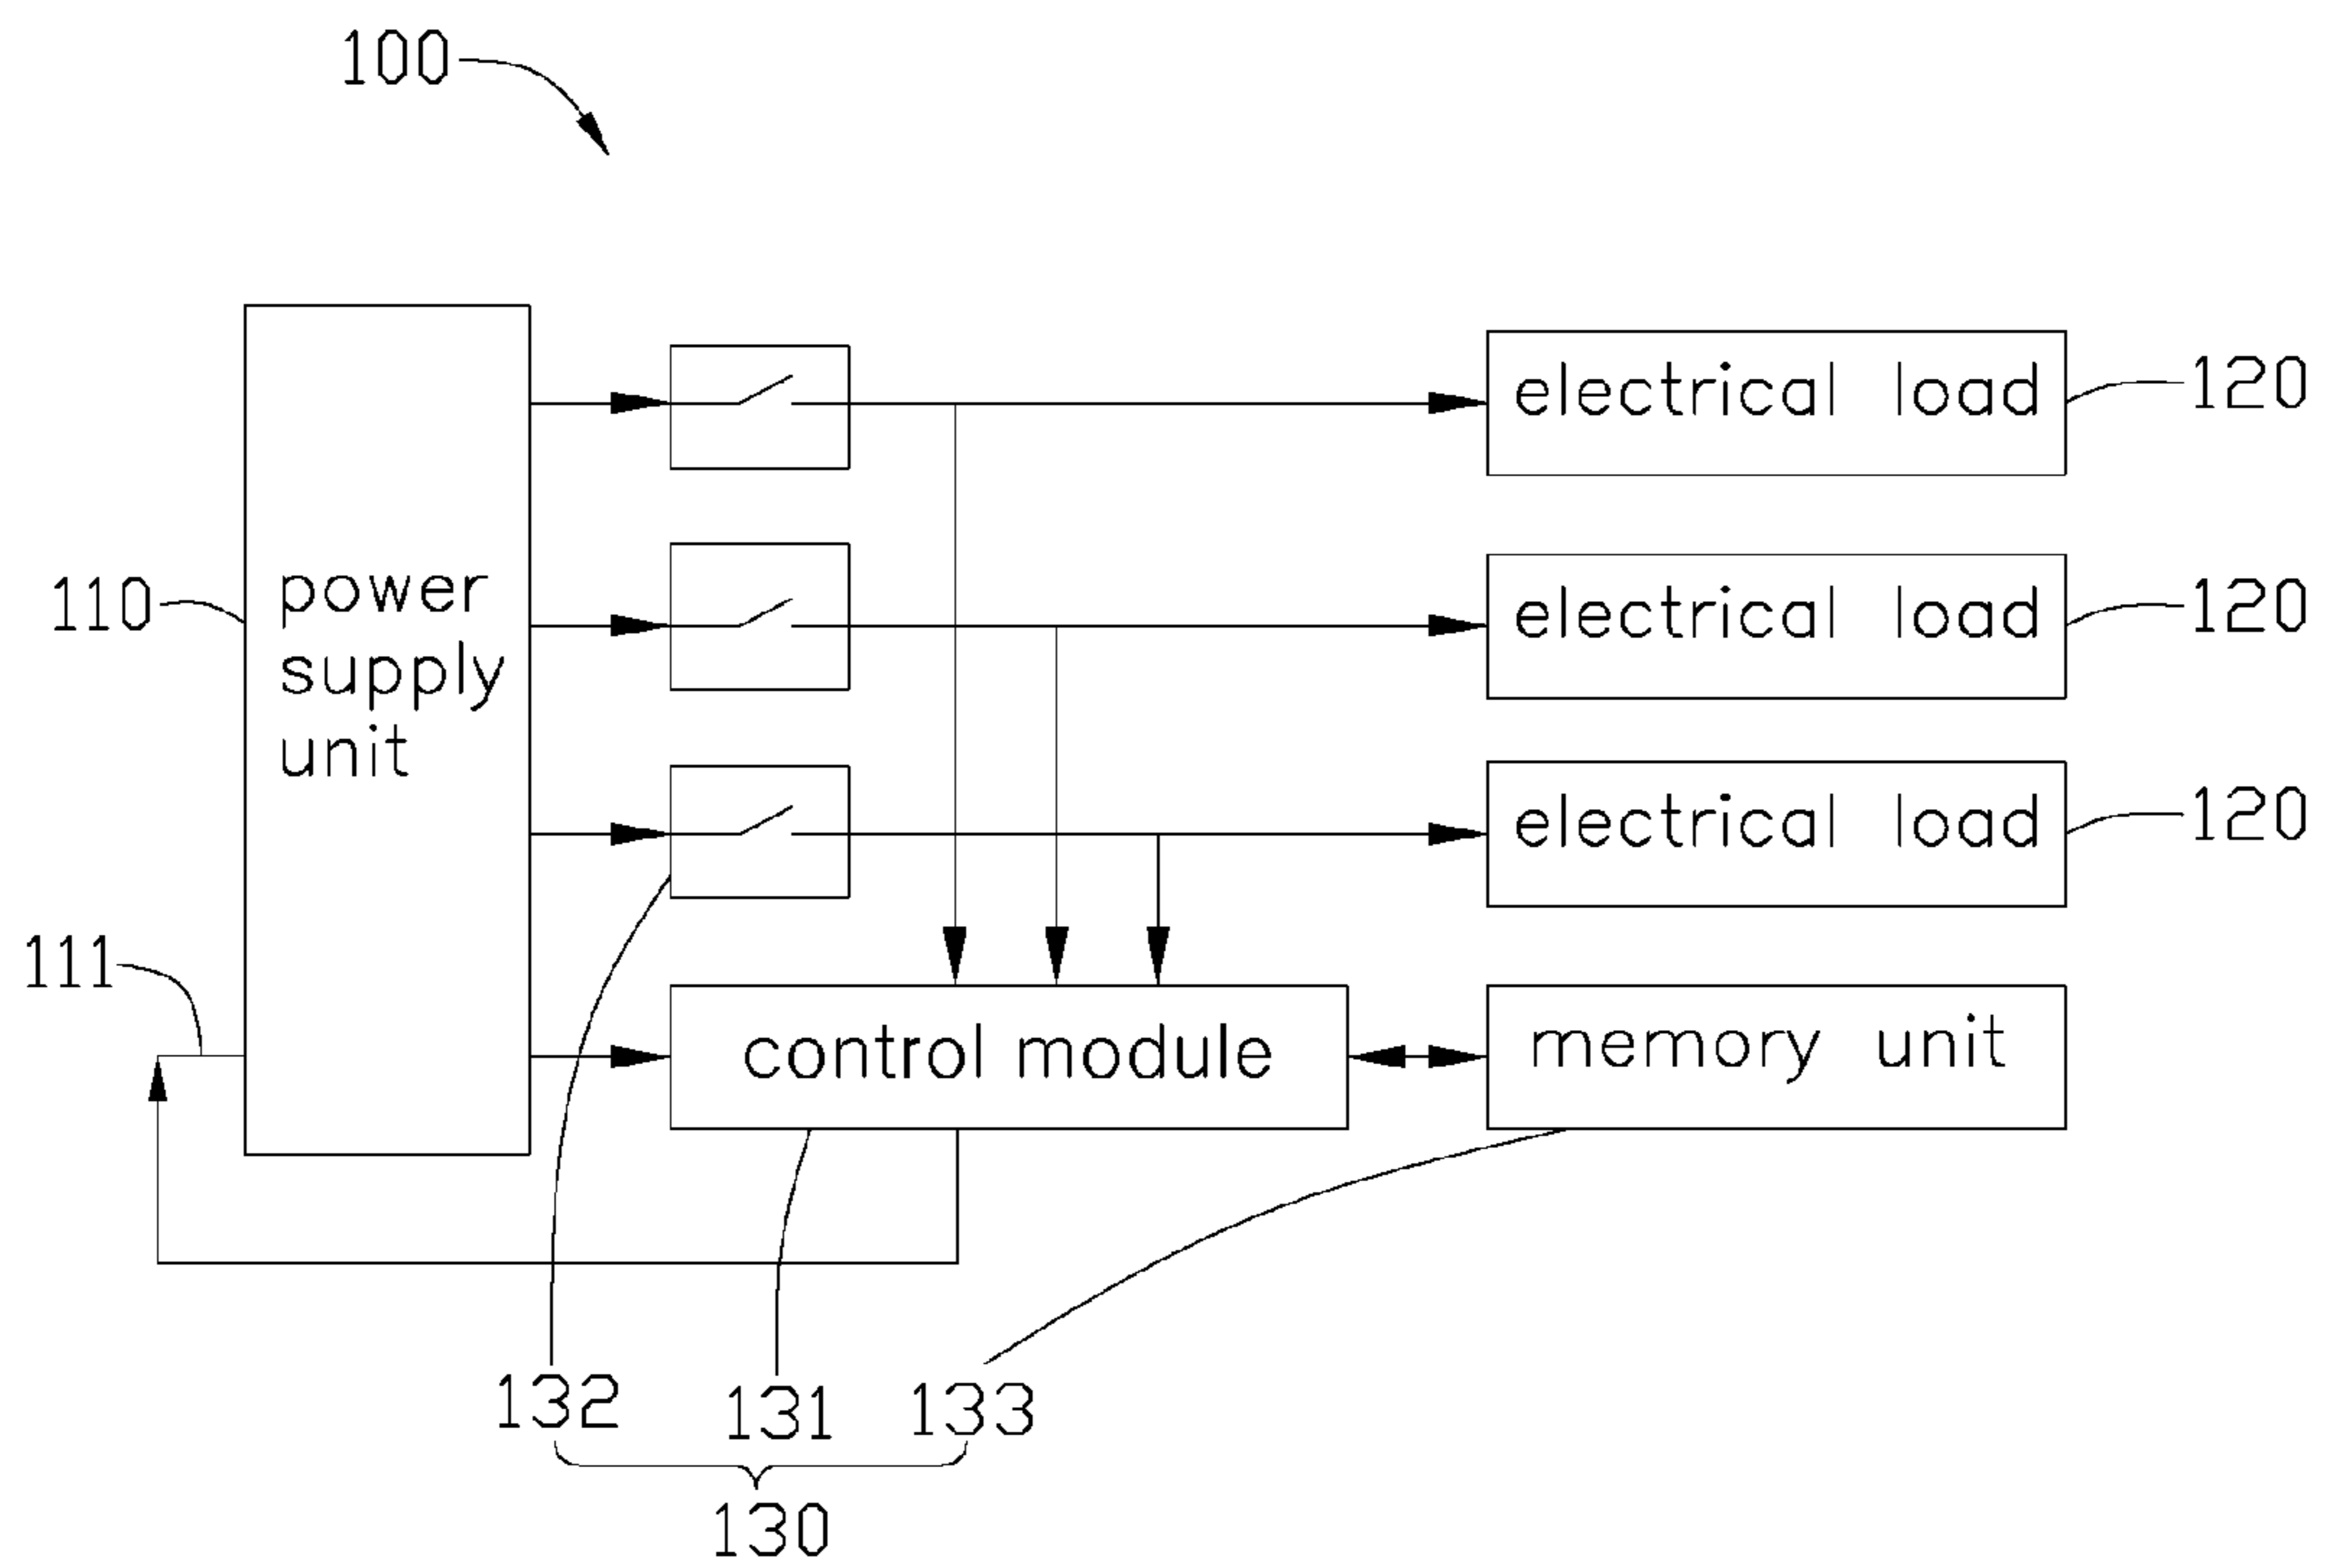 100
electrical load
120
110
power
supply
unit
electrical load
120
electrical load
120
111
control module
memory unit
132
131
133
130